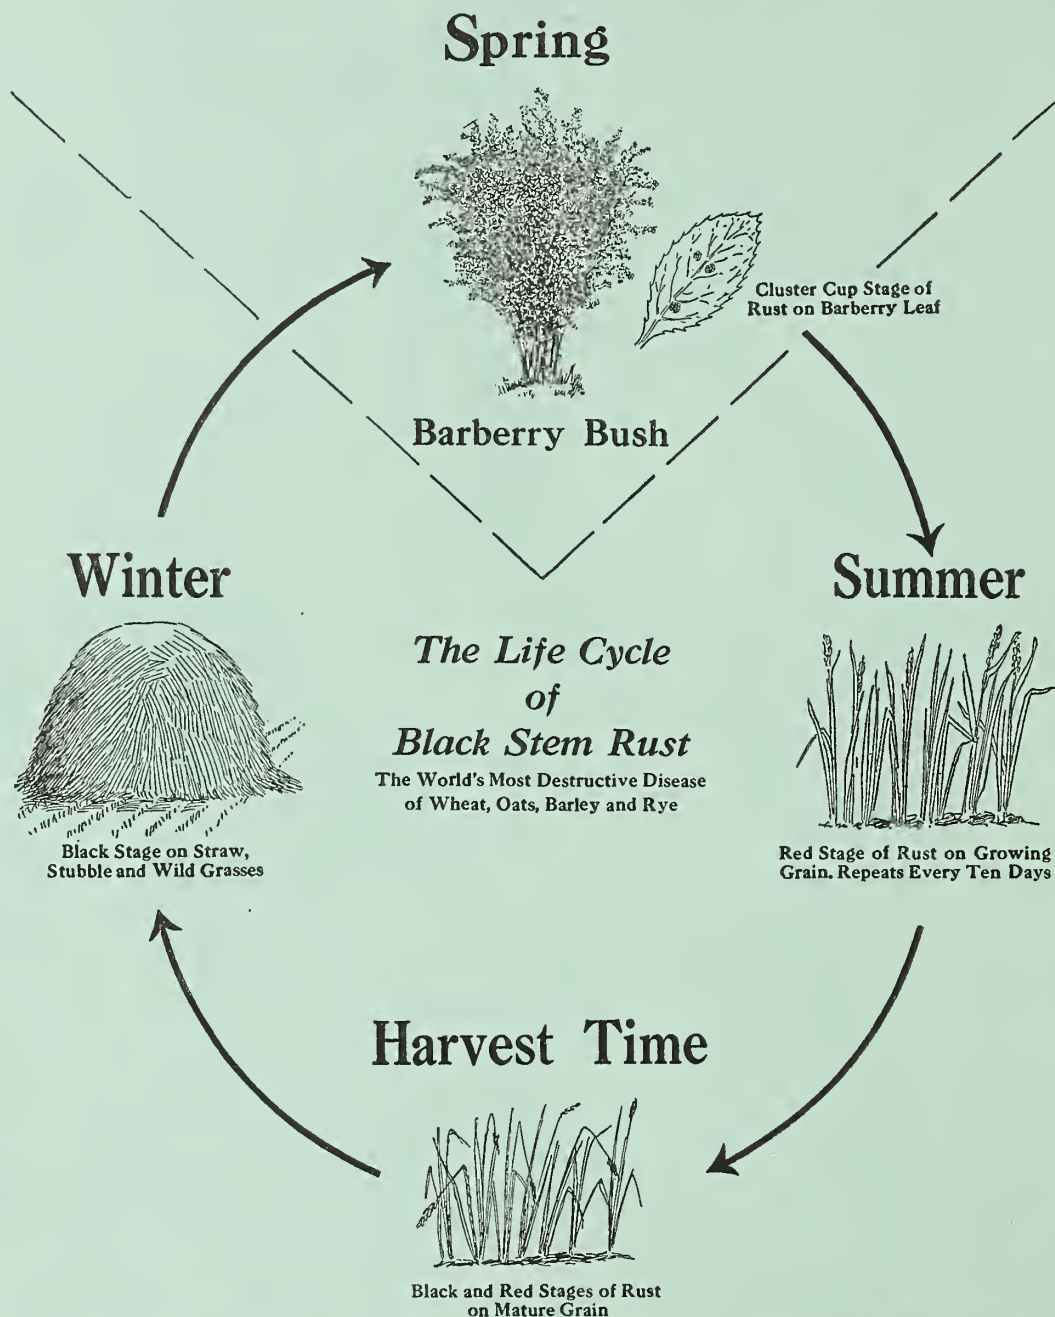 Spring
Cluster Cup Stage of
Rust on Barberry Leaf
Barberry Bush
Winter
Summer
The Life Cycle
of
Black Stem Rust
The World's Most Destructive Disease
of Wheat, Oats, Barley and Rye
Black Stage on Straw,
Stubble and Wild Grasses
Red Stage of Rust on Growing
Grain. Repeats Every Ten Days
Harvest Time
Black and Red Stages of Rust
on Mature Grain